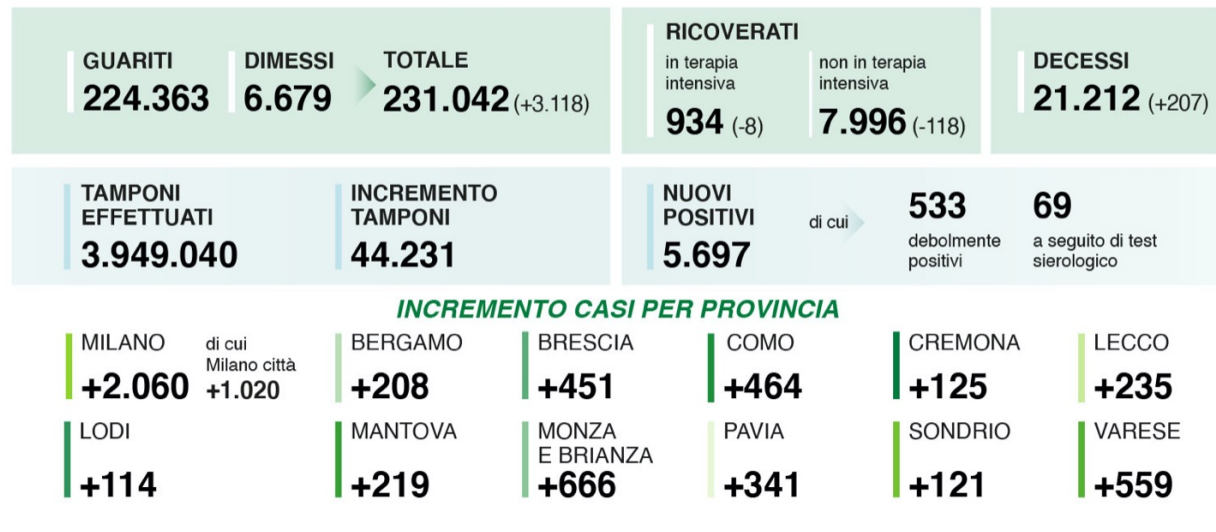 GUARITI
224.363
DIMESSI
6.679
TOTALE
231.042 (+3.118)
RICOVERATI
in terapia
intensiva
934 (-8)
non in terapia
intensiva
7.996 (-118)
DECESSI
21.212 (+207)
TAMPONI
EFFETTUATI
3.949.040
INCREMENTO
TAMPONI
44.231
NUOVI
POSITIVI
5.697
di cui
533
debolmente
positivi
69
a seguito di test
sierologico
INCREMENTO CASI PER PROVINCIA
MILANO
+2.060
di cui
Milano città
+1.020
BERGAMO
+208
BRESCIA
+451
COMO
+464
CREMONA
+125
LECCO
+235
LODI
+114
MANTOVA
+219
MONZA
E BRIANZA
+666
PAVIA
+341
SONDRIO
+121
VARESE
+559